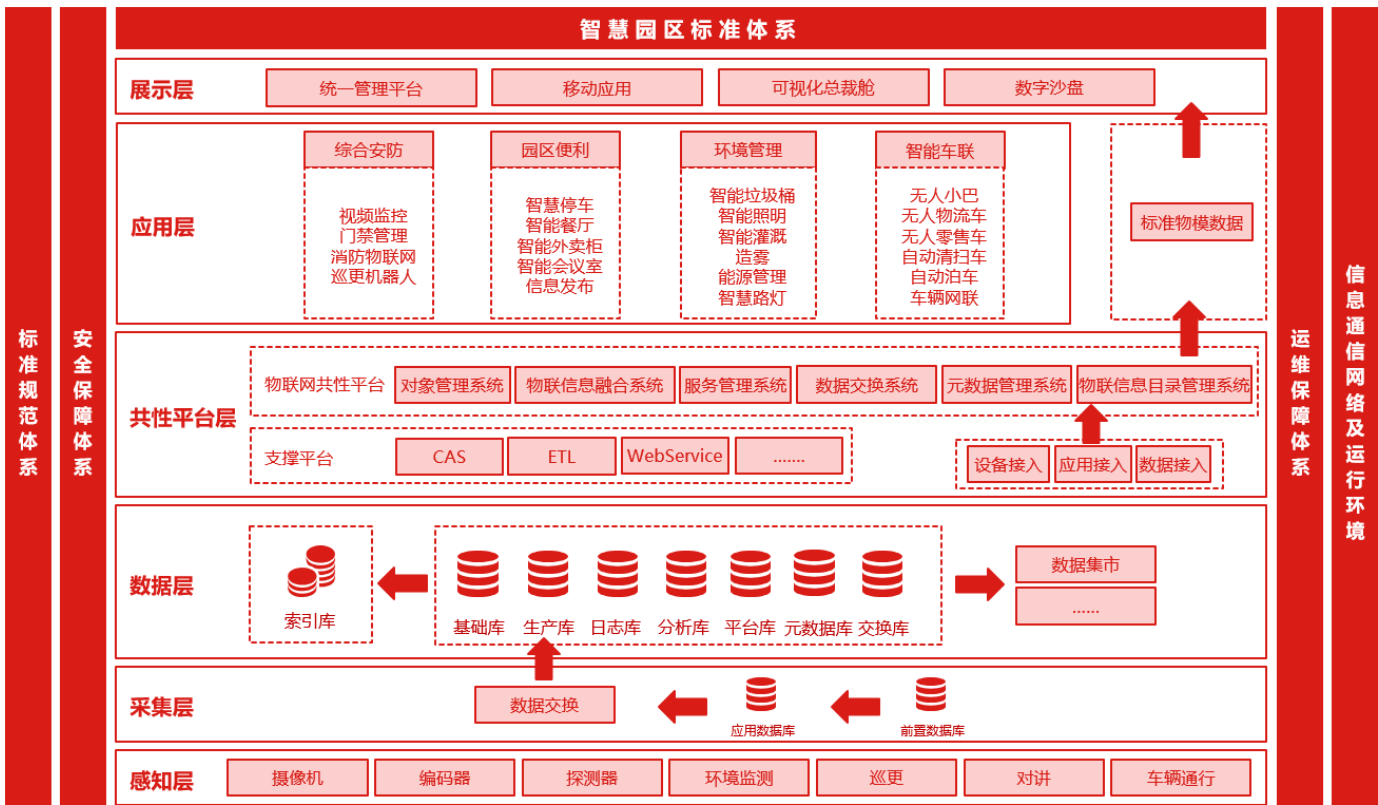 智慧园区标准体系
标准规范体系
安全保障体系
展示层
统一管理平台
移动应用
可视化总裁舱
数字沙盘
应用层
综合安防
视频监控
门禁管理
消防物联网
巡更机器人
园区便利
智慧停车
智能餐厅
智能外卖柜
智能会议室
信息发布
环境管理
智能垃圾桶
智能照明
智能灌溉
造雾
能源管理
智慧路灯
智能车联
无人小巴
无人物流车
无人零售车
自动清扫车
自动泊车
车辆网联
标准物模数据
共性平台层
物联网共性平台
对象管理系统
物联信息融合系统
服务管理系统
数据交换系统
元数据管理系统
物联信息目录管理系统
支撑平台
CAS
ETL
WebService
.......
设备接入
应用接入
数据接入
数据层
索引库
基础库
生产库
日志库
分析库
平台库
元数据库
交换库
数据集市
......
采集层
数据交换
应用数据库
前置数据库
感知层
摄像机
编码器
探测器
环境监测
巡更
对讲
车辆通行
运维保障体系
信息通信网络及运行环境